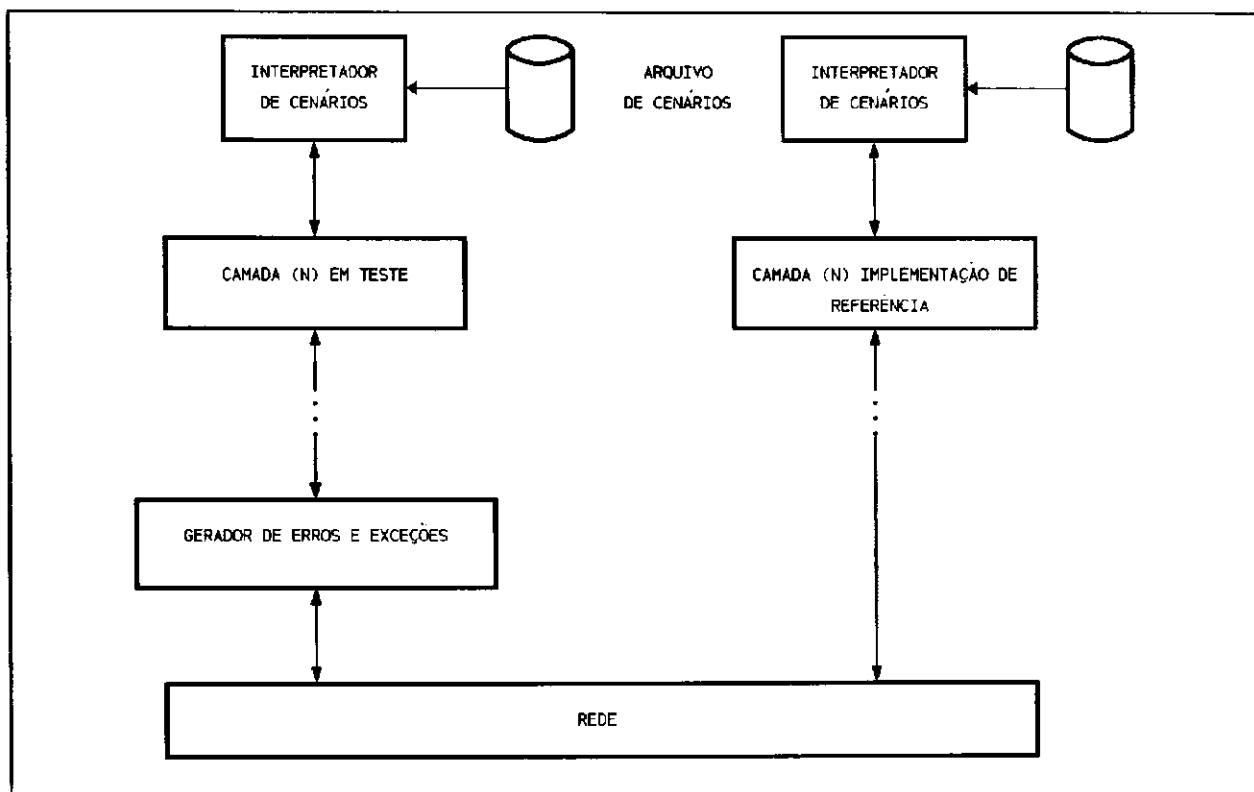 INTERPRETADOR
DE CENÁRIOS
ARQUIVO
DE CENÁRIOS
INTERPRETADOR
DE CENÁRIOS
CAMADA (N) EM TESTE
CAMADA (N) IMPLEMENTAÇÃO DE
REFERÊNCIA
GERADOR DE ERROS E EXCEÇÕES
REDE